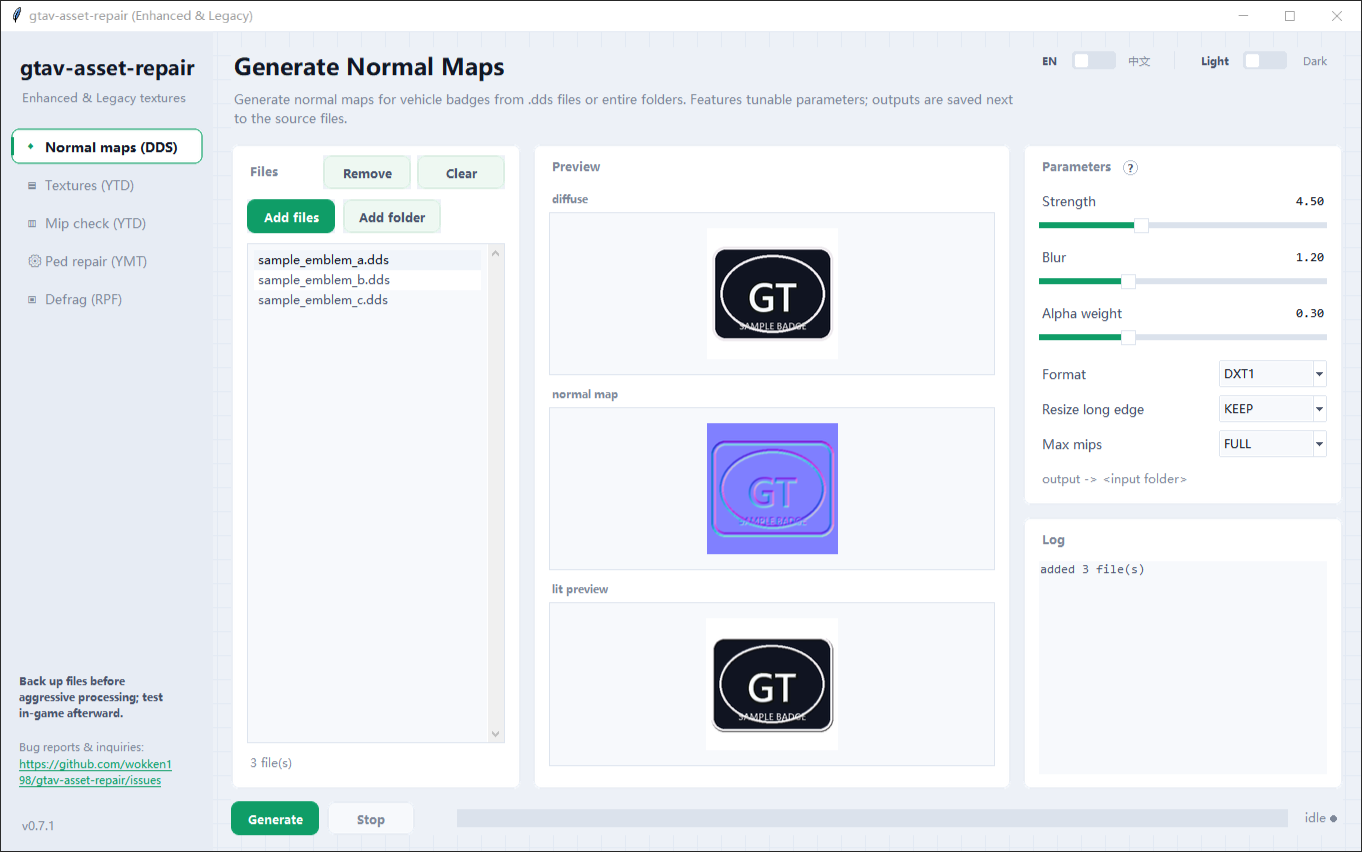 gtav-asset-repair (Enhanced & Legacy)
gtav-asset-repair
Enhanced & Legacy textures
Normal maps (DDS)
Textures (YTD)
Mip check (YTD)
Ped repair (YMT)
Defrag (RPF)
Back up files before
aggressive processing; test
in-game afterward.
Bug reports & inquiries:
https://github.com/wokken1
98/gtav-asset-repair/issues
v0.7.1
Generate Normal Maps
EN 中文 Light Dark
Generate normal maps for vehicle badges from .dds files or entire folders. Features tunable parameters; outputs are saved next
to the source files.
Files Remove Clear
Add files Add folder
sample_emblem_a.dds
sample_emblem_b.dds
sample_emblem_c.dds
3 file(s)
Preview
diffuse
GT
SAMPLE BADGE
normal map
GT
SAMPLE BADGE
lit preview
GT
SAMPLE BADGE
Parameters ?
Strength 4.50
Blur 1.20
Alpha weight 0.30
Format DXT1
Resize long edge KEEP
Max mips FULL
output -> <input folder>
Log
added 3 file(s)
Generate Stop idle